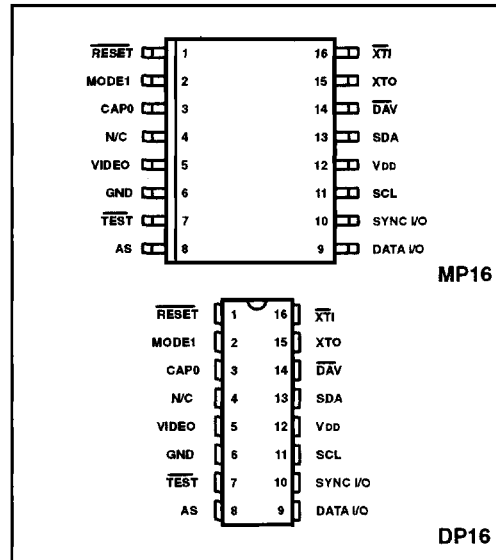 RESET 1 16 XTI
MODE1 2 15 XTO
CAP0 3 14 DAV
N/C 4 13 SDA
VIDEO 5 12 VDD
GND 6 11 SCL
TEST 7 10 SYNC I/O
AS 8 9 DATA I/O
MP16
RESET 1 16 XTI
MODE1 2 15 XTO
CAP0 3 14 DAV
N/C 4 13 SDA
VIDEO 5 12 VDD
GND 6 11 SCL
TEST 7 10 SYNC I/O
AS 8 9 DATA I/O
DP16